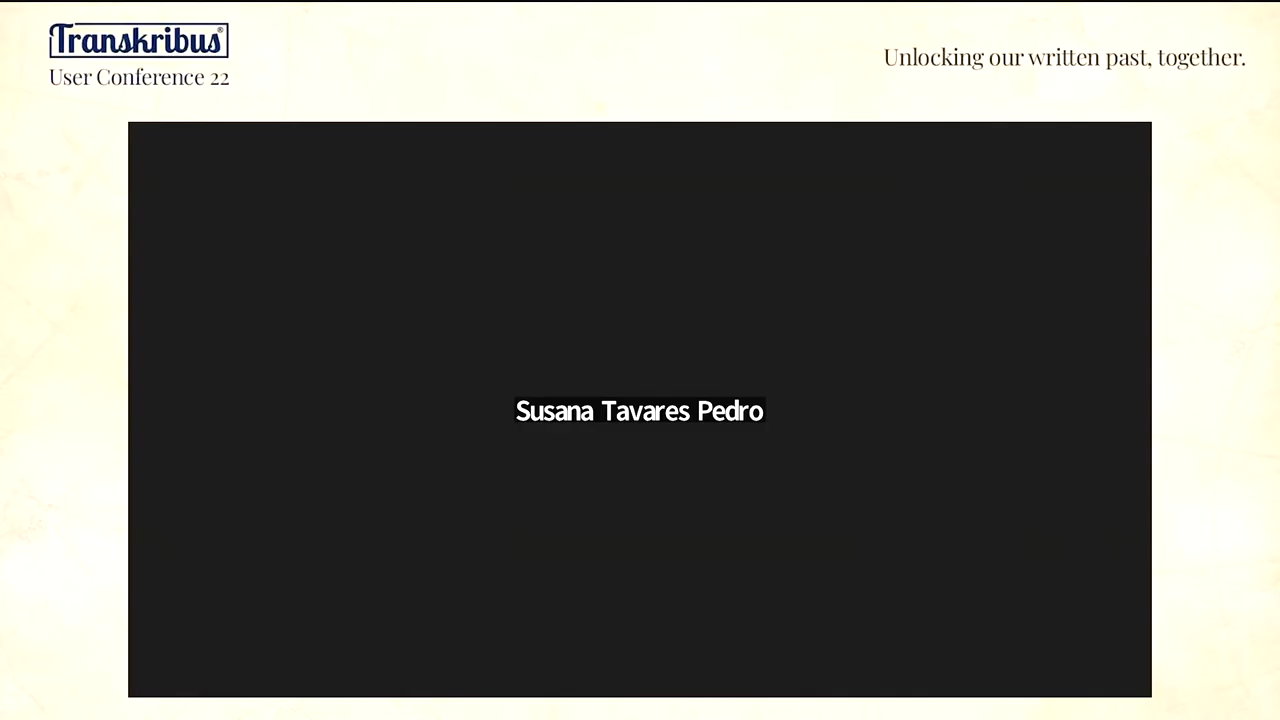 Transkribus®
User Conference 22
Unlocking our written past, together.
Susana Tavares Pedro